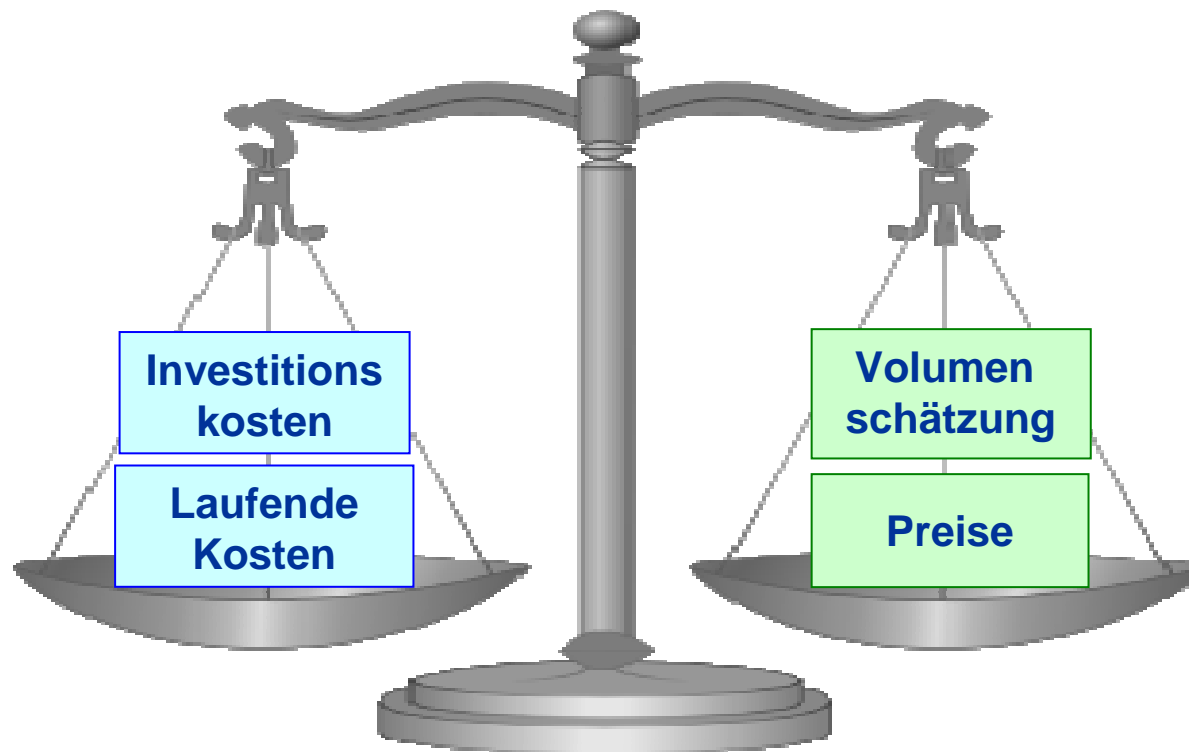 Investitions
kosten
Laufende
Kosten
Volumen
schätzung
Preise